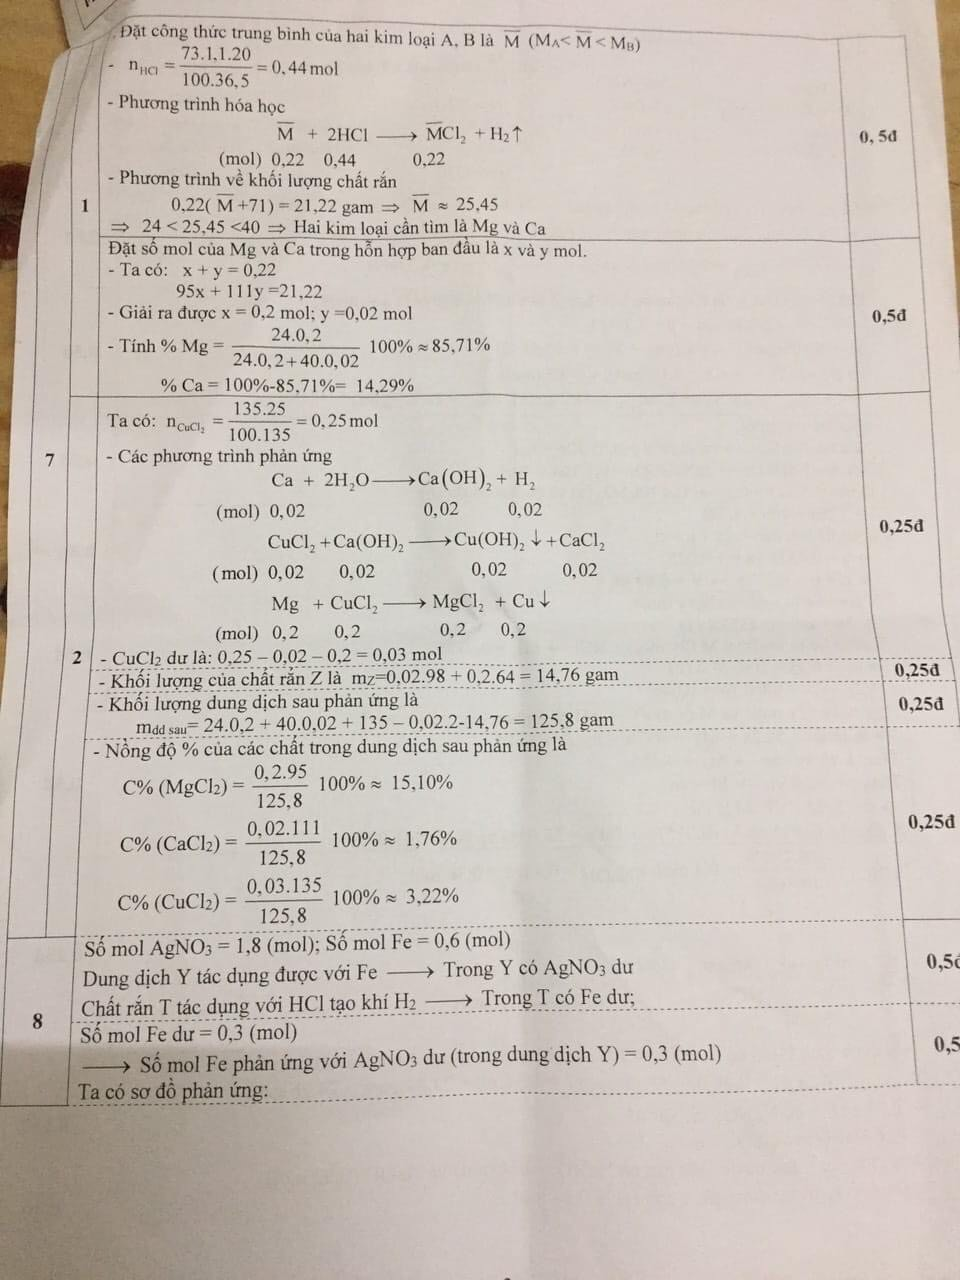 Đặt công thức trung bình của hai kim loại A, B là M̅ (M_A< M̅ < M_B)
- n_HCl = 73.1,1.20/100.36,5 = 0,44 mol
- Phương trình hóa học
M̅ + 2HCl ⟶ M̅Cl₂ + H₂↑
(mol) 0,22 0,44 0,22
0, 5đ
- Phương trình về khối lượng chất rắn
1
0,22( M̅ +71) = 21,22 gam ⇒ M̅ ≈ 25,45
⇒ 24 < 25,45 <40 ⇒ Hai kim loại cần tìm là Mg và Ca
Đặt số mol của Mg và Ca trong hỗn hợp ban đầu là x và y mol.
- Ta có: x + y = 0,22
95x + 111y =21,22
- Giải ra được x = 0,2 mol; y =0,02 mol
0,5đ
- Tính % Mg = 24.0,2/24.0,2+40.0,02 100% ≈ 85,71%
% Ca = 100%-85,71%= 14,29%
Ta có: n_CuCl₂ = 135.25/100.135 = 0,25 mol
7
- Các phương trình phản ứng
Ca + 2H₂O ⟶ Ca(OH)₂ + H₂
(mol) 0,02 0,02 0,02
0,25đ
CuCl₂ +Ca(OH)₂ ⟶ Cu(OH)₂ ↓ +CaCl₂
(mol) 0,02 0,02 0,02 0,02
Mg + CuCl₂ ⟶ MgCl₂ + Cu ↓
(mol) 0,2 0,2 0,2 0,2
2
- CuCl₂ dư là: 0,25 – 0,02 – 0,2 = 0,03 mol
- Khối lượng của chất rắn Z là m_Z=0,02.98 + 0,2.64 = 14,76 gam
0,25đ
- Khối lượng dung dịch sau phản ứng là
m_dd sau= 24.0,2 + 40.0,02 + 135 – 0,02.2-14,76 = 125,8 gam
0,25đ
- Nồng độ % của các chất trong dung dịch sau phản ứng là
C% (MgCl₂) = 0,2.95/125,8 100% ≈ 15,10%
C% (CaCl₂) = 0,02.111/125,8 100% ≈ 1,76%
0,25đ
C% (CuCl₂) = 0,03.135/125,8 100% ≈ 3,22%
Số mol AgNO₃ = 1,8 (mol); Số mol Fe = 0,6 (mol)
Dung dịch Y tác dụng được với Fe ⟶ Trong Y có AgNO₃ dư
0,5đ
Chất rắn T tác dụng với HCl tạo khí H₂ ⟶ Trong T có Fe dư;
8
Số mol Fe dư = 0,3 (mol)
⟶ Số mol Fe phản ứng với AgNO₃ dư (trong dung dịch Y) = 0,3 (mol)
0,5
Ta có sơ đồ phản ứng: